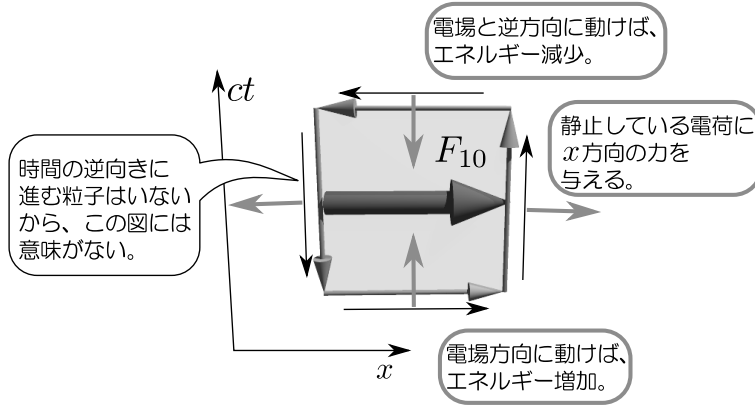 電場と逆方向に動けば、
エネルギー減少。
ct
静止している電荷に
x方向の力を
与える。
F₁₀
時間の逆向きに
進む粒子はいない
から、この図には
意味がない。
電場方向に動けば、
エネルギー増加。
x